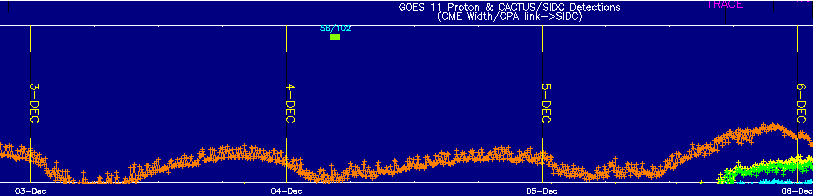 GOES 11 Proton & CACTUS/SIDC Detections
TRACE
(CME Width/CPA link->SIDC)
3-DEC
4-DEC
5-DEC
6-DEC
03-Dec
04-Dec
05-Dec
06-Dec